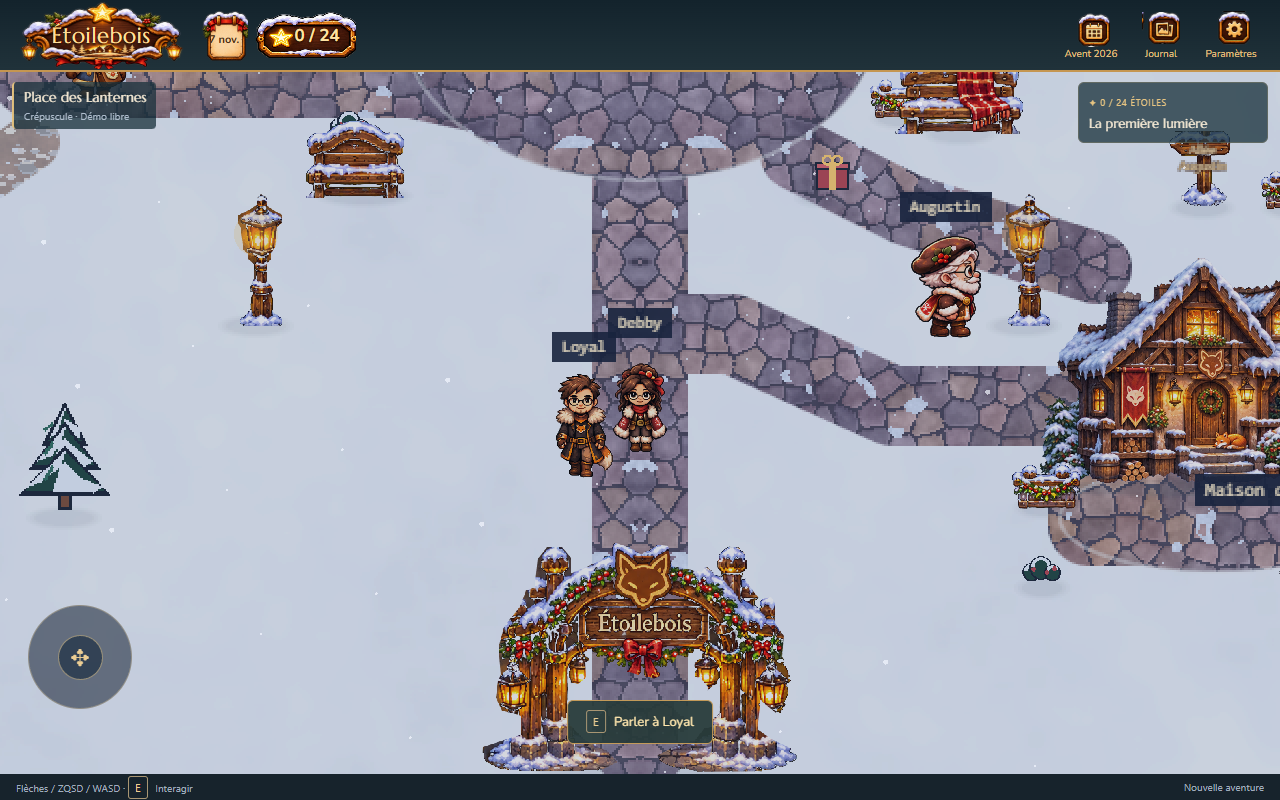 Étoilebois
7 nov.
0 / 24
Avent 2026
Journal
Paramètres
Place des Lanternes
Crépuscule · Démo libre
✦ 0 / 24 ÉTOILES
La première lumière
Augustin
Debby
Loyal
Maison
Étoilebois
E Parler à Loyal
Flèches / ZQSD / WASD · E Interagir
Nouvelle aventure